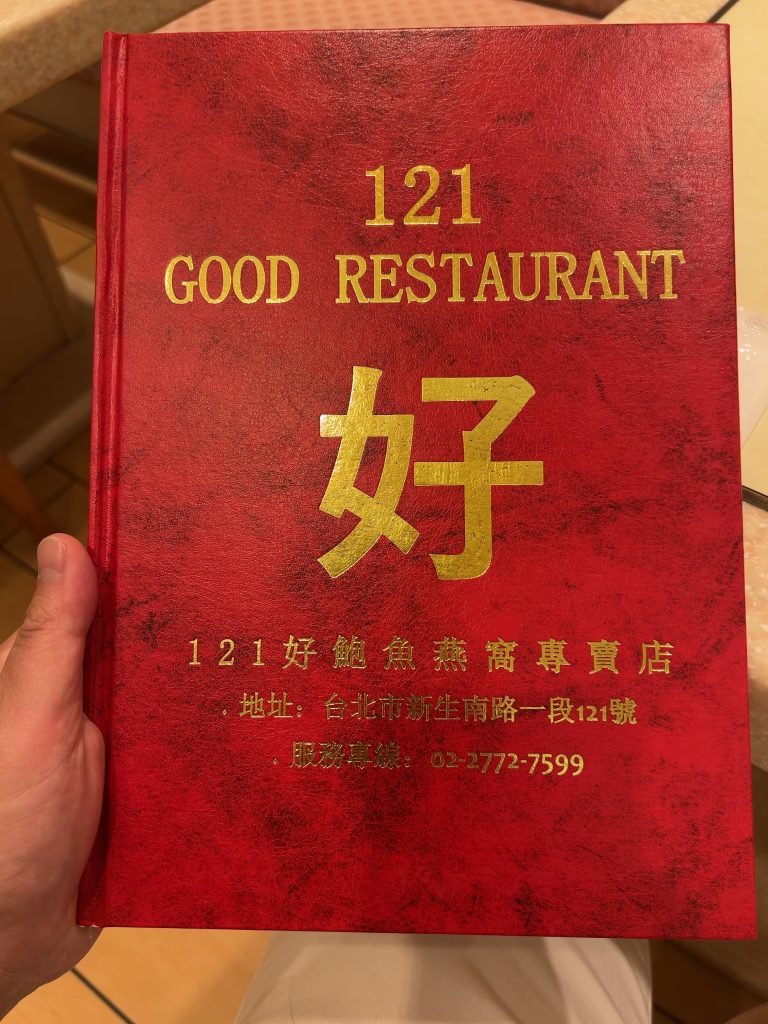 121
GOOD RESTAURANT
好
121好鮑魚燕窩專賣店
. 地址: 台北市新生南路一段121號
. 服務專線: 02-2772-7599